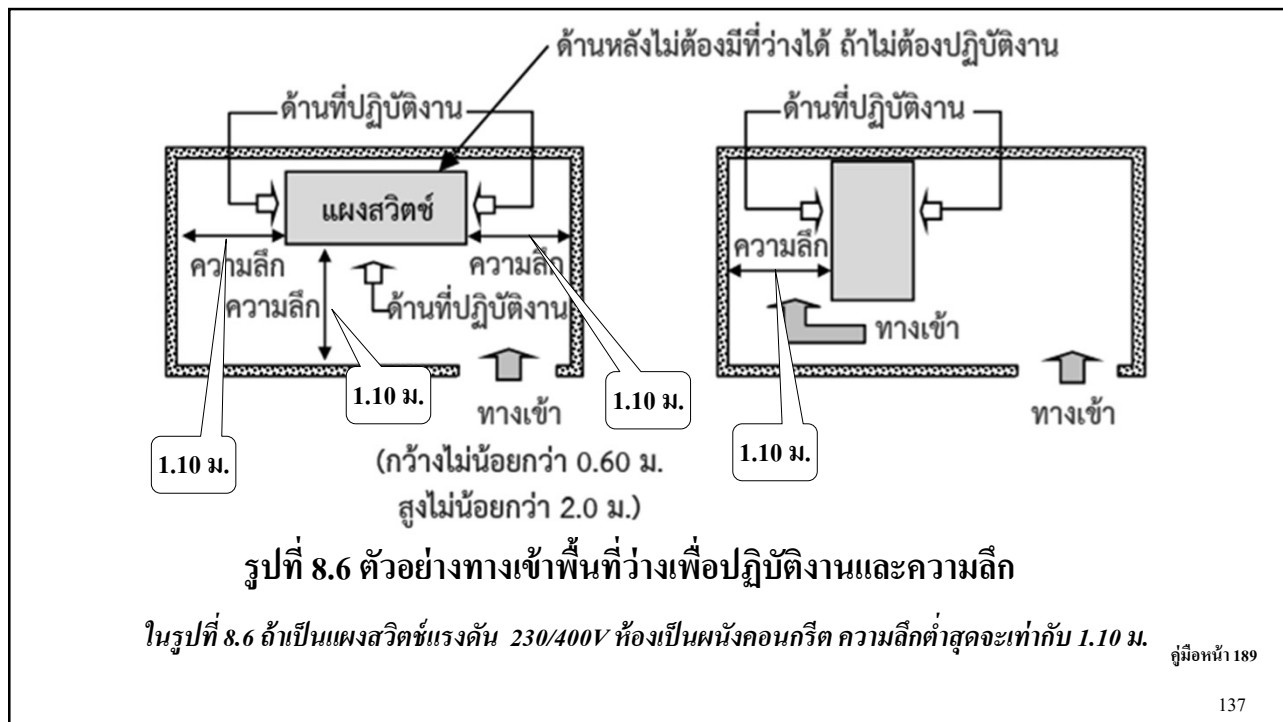 ด้านหลังไม่ต้องมีที่ว่างได้ ถ้าไม่ต้องปฏิบัติงาน
ด้านที่ปฏิบัติงาน
แผงสวิตช์
ความลึก
ความลึก
ความลึก
ด้านที่ปฏิบัติงาน
1.10 ม.
1.10 ม.
1.10 ม.
ทางเข้า
(กว้างไม่น้อยกว่า 0.60 ม.
สูงไม่น้อยกว่า 2.0 ม.)
ด้านที่ปฏิบัติงาน
ความลึก
ทางเข้า
1.10 ม.
ทางเข้า
รูปที่ 8.6 ตัวอย่างทางเข้าพื้นที่ว่างเพื่อปฏิบัติงานและความลึก
ในรูปที่ 8.6 ถ้าเป็นแผงสวิตช์แรงดัน 230/400V ห้องเป็นผนังคอนกรีต ความลึกต่ำสุดจะเท่ากับ 1.10 ม.
คู่มือหน้า 189
137